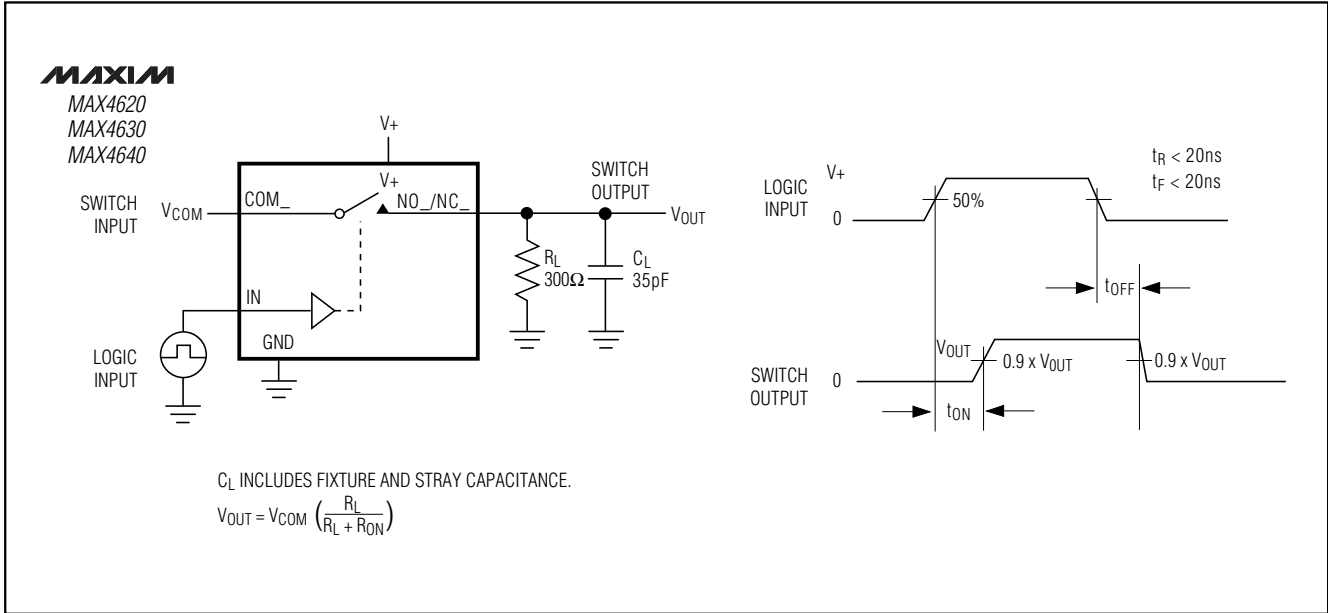 MAXIM
MAX4620
MAX4630
MAX4640
V+
V+
SWITCH
INPUT
VCOM
COM_
NO_/NC_
SWITCH
OUTPUT
VOUT
RL
300Ω
CL
35pF
IN
GND
LOGIC
INPUT
CL INCLUDES FIXTURE AND STRAY CAPACITANCE.
VOUT = VCOM (RL / RL + RON)
tR < 20ns
tF < 20ns
LOGIC
INPUT
V+
0
50%
tOFF
SWITCH
OUTPUT
0
VOUT
0.9 x VOUT
0.9 x VOUT
tON